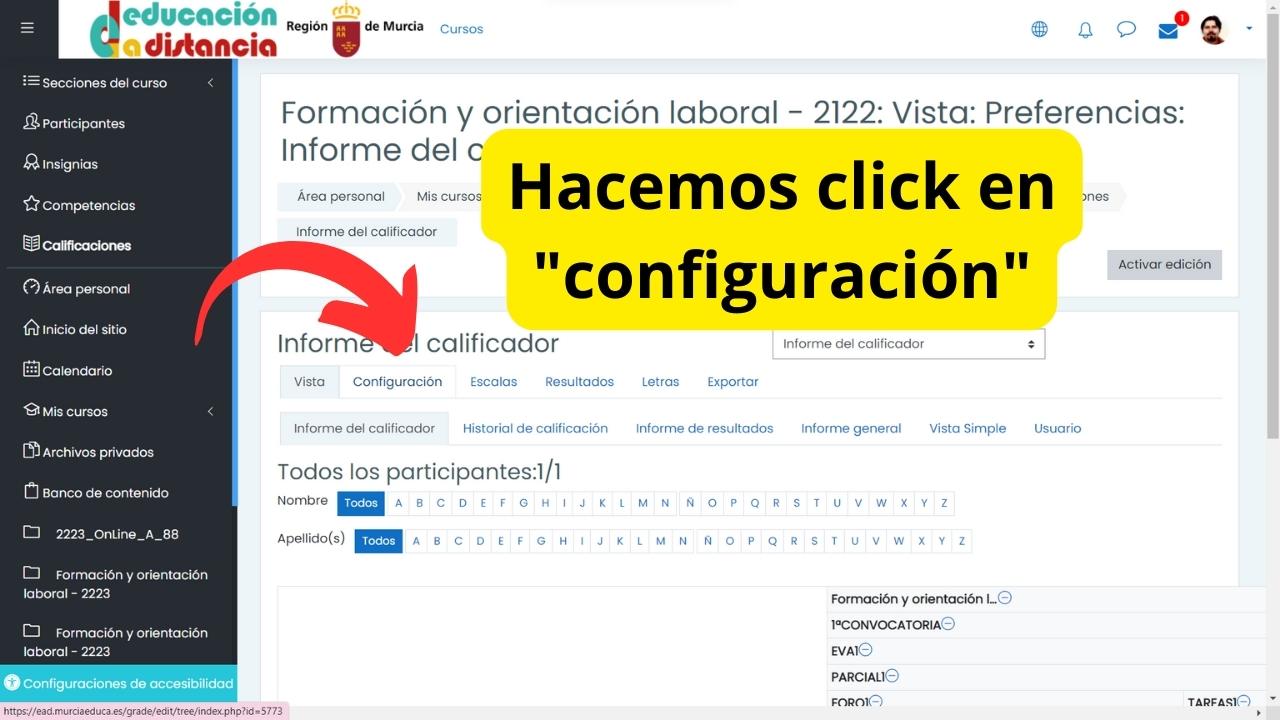 educación
a distancia
Región de Murcia
Cursos
1
Secciones del curso
Participantes
Insignias
Competencias
Calificaciones
Área personal
Inicio del sitio
Calendario
Mis cursos
Archivos privados
Banco de contenido
2223_OnLine_A_88
Formación y orientación
laboral - 2223
Formación y orientación
laboral - 2223
Configuraciones de accesibilidad
https://ead.murciaeduca.es/grade/edit/tree/index.php?id=5773
Formación y orientación laboral - 2122: Vista: Preferencias:
Informe del c
Hacemos click en
"configuración"
Área personal Mis cursos nes
Informe del calificador
Activar edición
Informe del calificador Informe del calificador
Vista Configuración Escalas Resultados Letras Exportar
Informe del calificador Historial de calificación Informe de resultados Informe general Vista Simple Usuario
Todos los participantes:1/1
Nombre Todos A B C D E F G H I J K L M N Ñ O P Q R S T U V W X Y Z
Apellido(s) Todos A B C D E F G H I J K L M N Ñ O P Q R S T U V W X Y Z
Formación y orientación l...
1ªCONVOCATORIA
EVA1
PARCIAL1
FORO1 TAREAS1